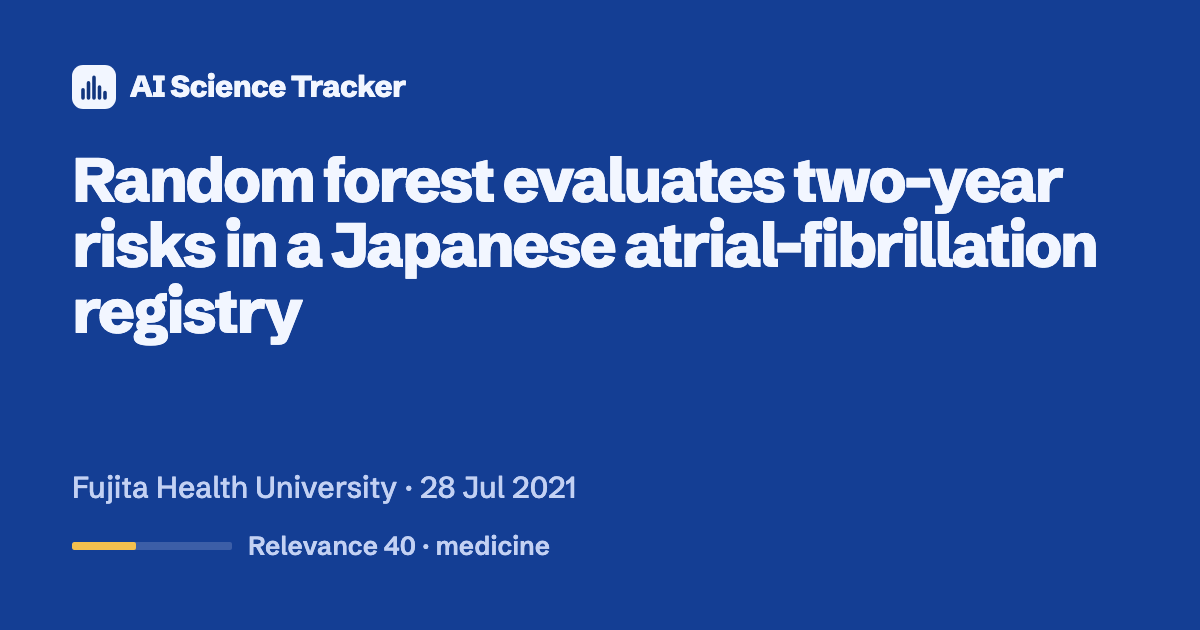 AI Science Tracker
Random forest evaluates two-year
risks in a Japanese atrial-fibrillation
registry
Fujita Health University · 28 Jul 2021
Relevance 40 · medicine